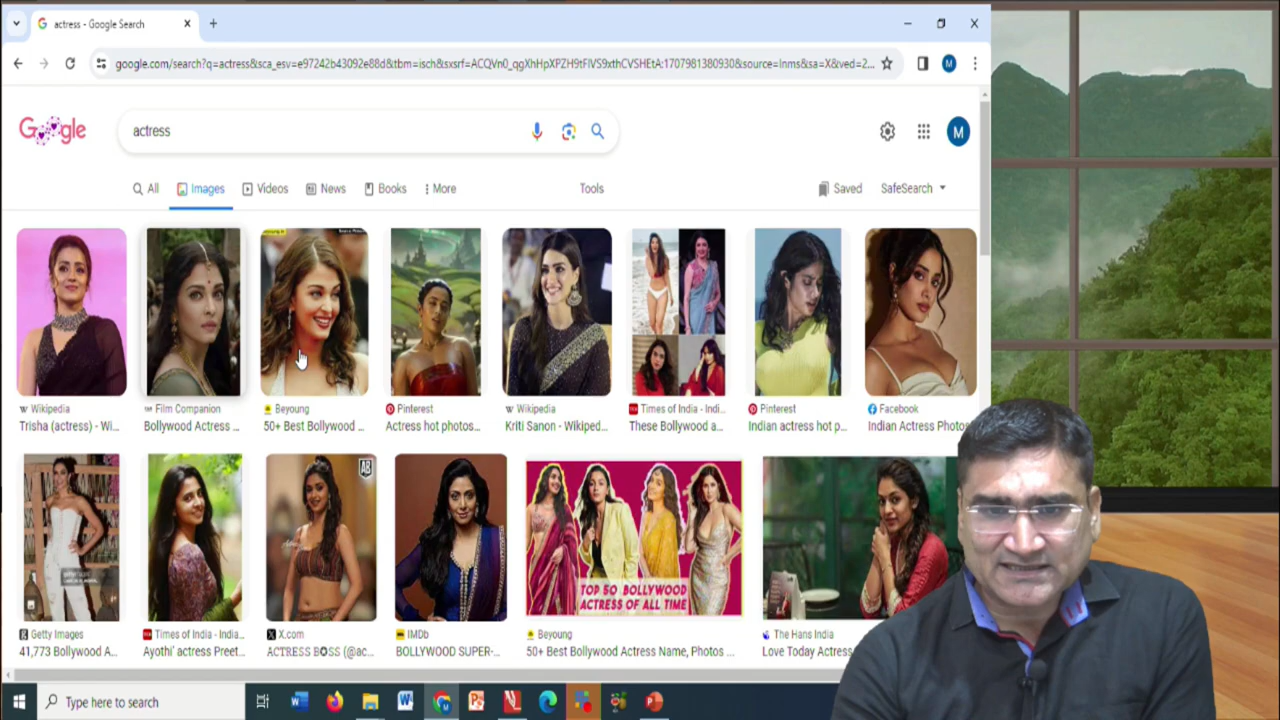 actress - Google Search
google.com/search?q=actress&sca_esv=e97242b43092e88d&tbm=isch&sxsrf=ACQVn0_qgXhHpXPZH9tFlVS9xthCVSHEtA:1707981380930&source=lnms&sa=X&ved=2...
M
Google
actress
M
All Images Videos News Books More Tools Saved SafeSearch
Wikipedia
Trisha (actress) - Wi...
Film Companion
Bollywood Actress ...
Beyoung
50+ Best Bollywood ...
Pinterest
Actress hot photos...
Wikipedia
Kriti Sanon - Wikiped...
Times of India - Indi...
These Bollywood a...
Pinterest
Indian actress hot p...
Facebook
Indian Actress Photos
AB
TOP 50 BOLLYWOOD
ACTRESS OF ALL TIME
Getty Images
41,773 Bollywood A...
Times of India - India...
Ayothi' actress Preet...
X.com
ACTRESS BOSS (@ac...
IMDb
BOLLYWOOD SUPER-...
Beyoung
50+ Best Bollywood Actress Name, Photos ...
The Hans India
Love Today Actress
Type here to search